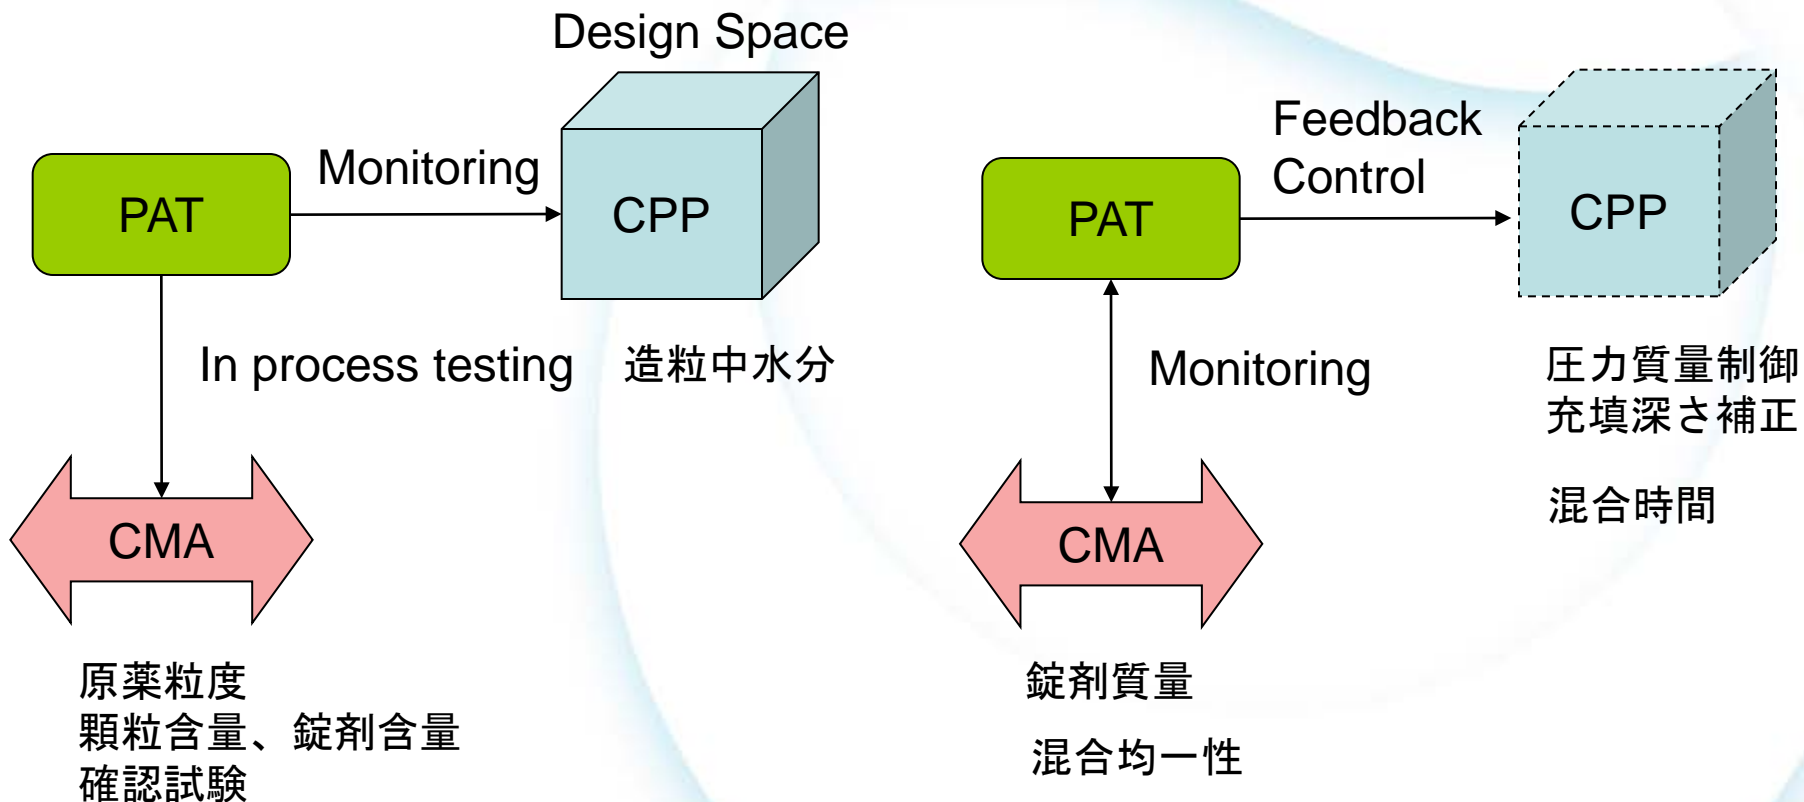 Design Space
PAT
Monitoring
CPP
In process testing
造粒中水分
CMA
原薬粒度
顆粒含量、錠剤含量
確認試験
PAT
Feedback
Control
CPP
Monitoring
圧力質量制御
充填深さ補正
混合時間
CMA
錠剤質量
混合均一性